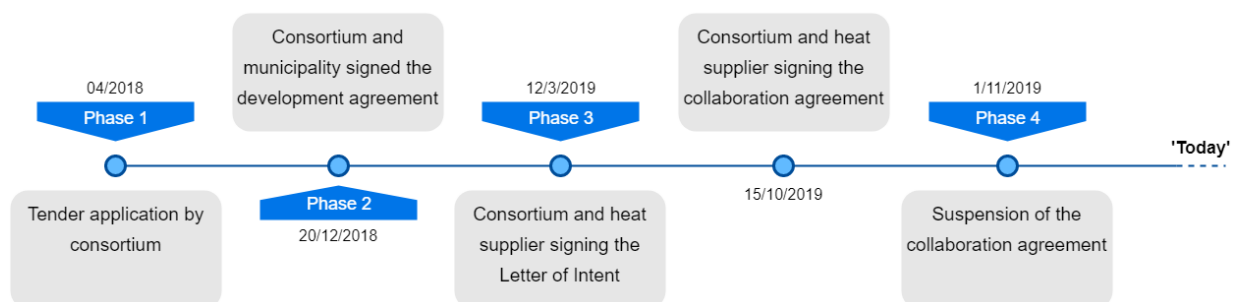 04/2018
Phase 1
Tender application by
consortium
Consortium and
municipality signed the
development agreement
Phase 2
20/12/2018
12/3/2019
Phase 3
Consortium and heat
supplier signing the
Letter of Intent
Consortium and heat
supplier signing the
collaboration agreement
15/10/2019
1/11/2019
Phase 4
Suspension of the
collaboration agreement
'Today'